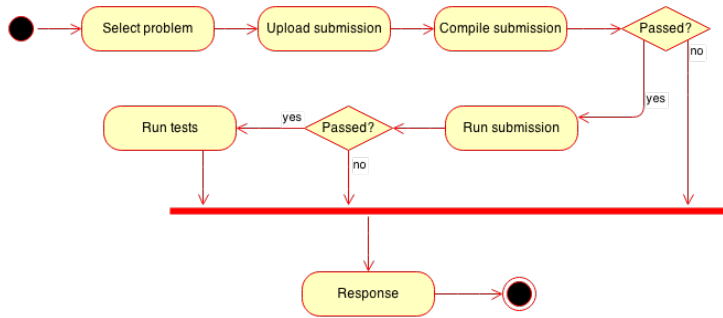 Select problem
Upload submission
Compile submission
Passed?
no
yes
Run tests
yes
Passed?
Run submission
no
Response